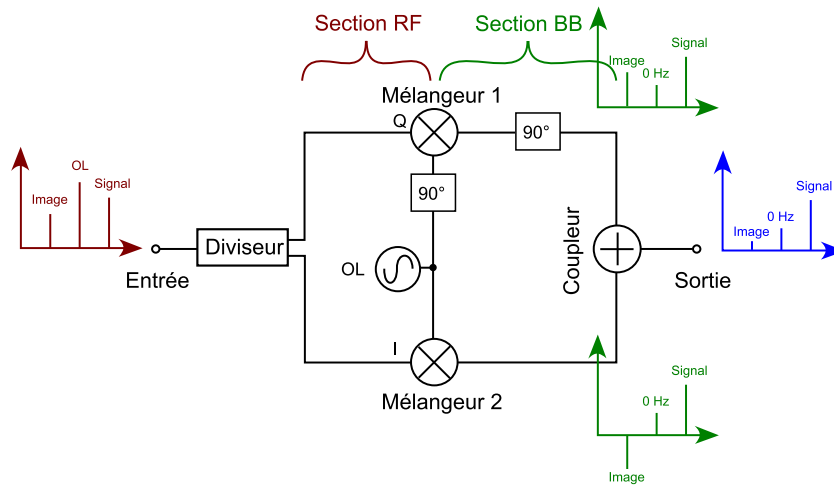 Section RF
Section BB
Signal
Image
0 Hz
Mélangeur 1
Q
90°
OL
Image
Signal
90°
Signal
0 Hz
Image
Diviseur
Coupleur
Entrée
OL
Sortie
I
Mélangeur 2
Signal
0 Hz
Image